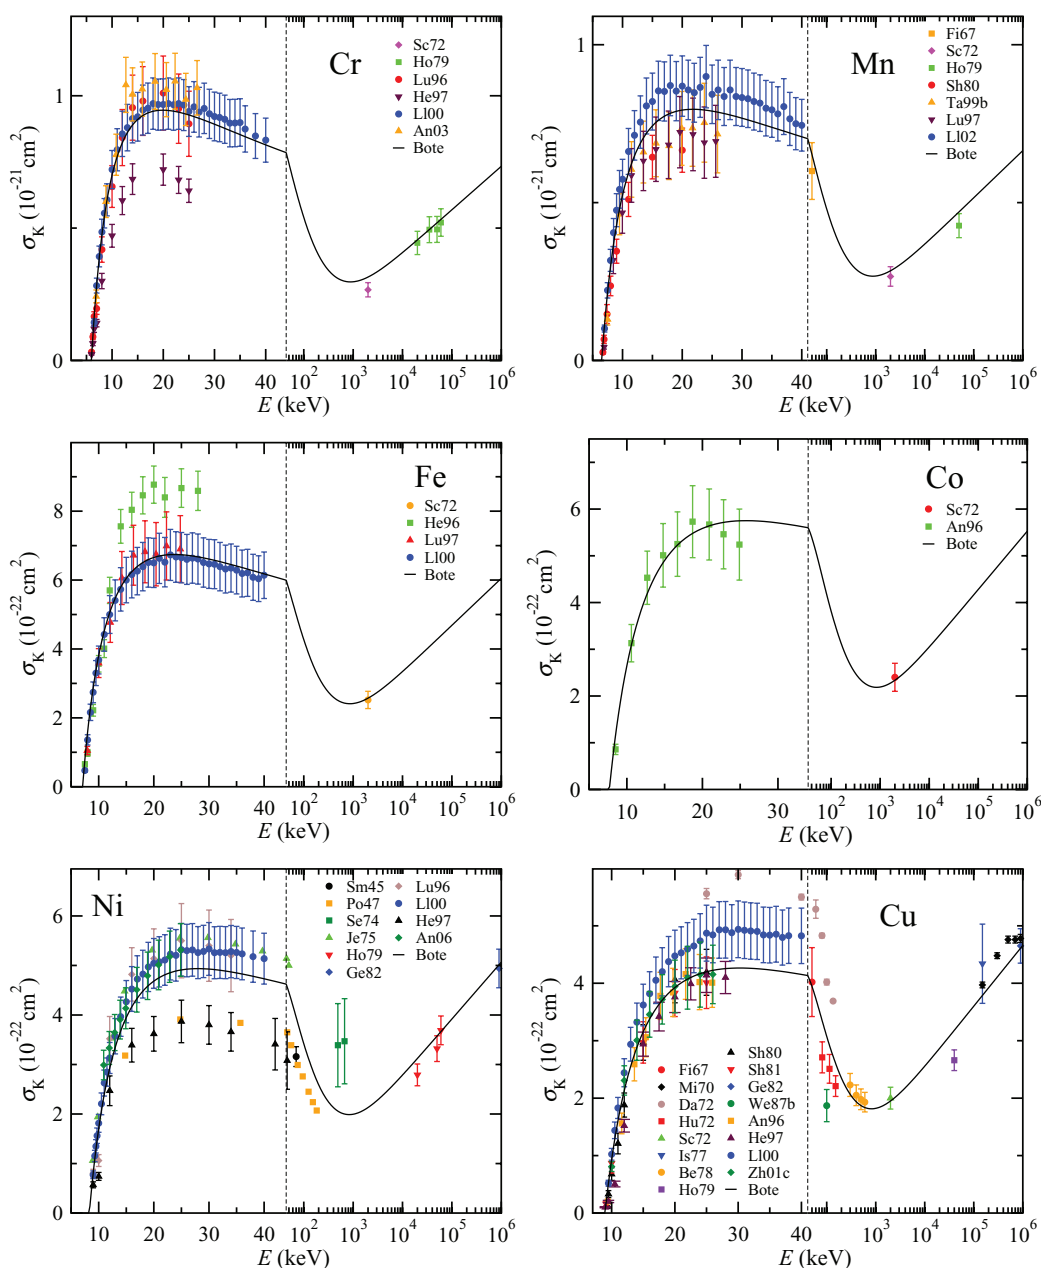 Cr
Sc72
Ho79
Lu96
He97
Ll00
An03
Bote
1
0
σK (10-21 cm2)
10 20 30 40 102 103 104 105 106
E (keV)
Mn
Fi67
Sc72
Ho79
Sh80
Ta99b
Lu97
Ll02
Bote
1
0
σK (10-21 cm2)
10 20 30 40 103 104 105 106
E (keV)
Fe
Sc72
He96
Lu97
Ll00
Bote
8
6
4
2
0
σK (10-22 cm2)
10 20 30 40 102 103 104 105 106
E (keV)
Co
Sc72
An96
Bote
6
4
2
0
σK (10-22 cm2)
10 20 102 103 104 105 106
E (keV)
Ni
Sm45
Po47
Se74
Je75
Ho79
Ge82
Lu96
Ll00
He97
An06
Bote
6
4
2
0
σK (10-22 cm2)
10 20 30 40 102 103 104 105 106
E (keV)
Cu
Fi67
Mi70
Da72
Hu72
Sc72
Is77
Be78
Ho79
Sh80
Sh81
Ge82
We87b
An96
He97
Ll00
Zh01c
Bote
4
2
0
σK (10-22 cm2)
10 20 30 40 102 103 104 105 106
E (keV)